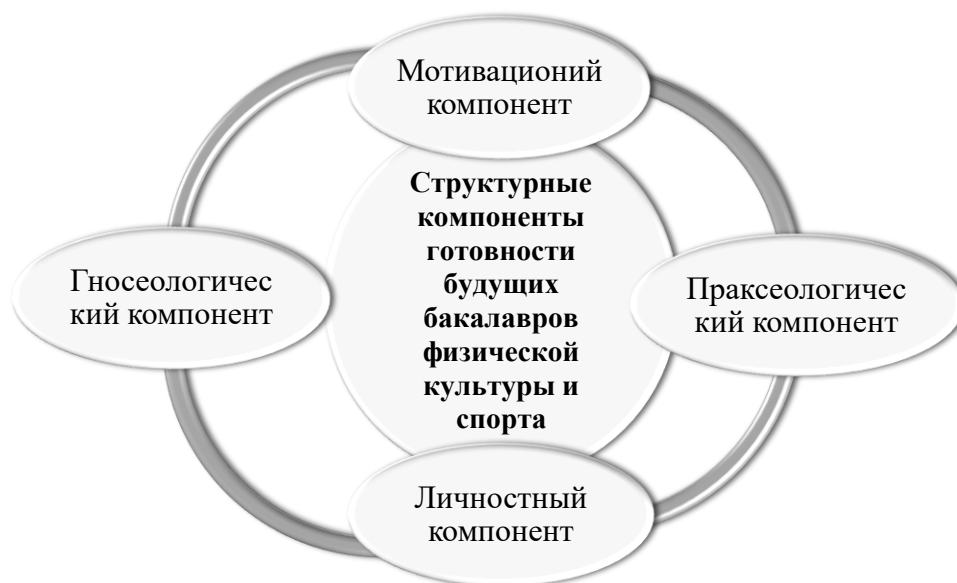 Мотивационий
компонент
Структурные
компоненты
готовности
будущих
бакалавров
физической
культуры и
спорта
Гносеологичес
кий компонент
Праксеологичес
кий компонент
Личностный
компонент